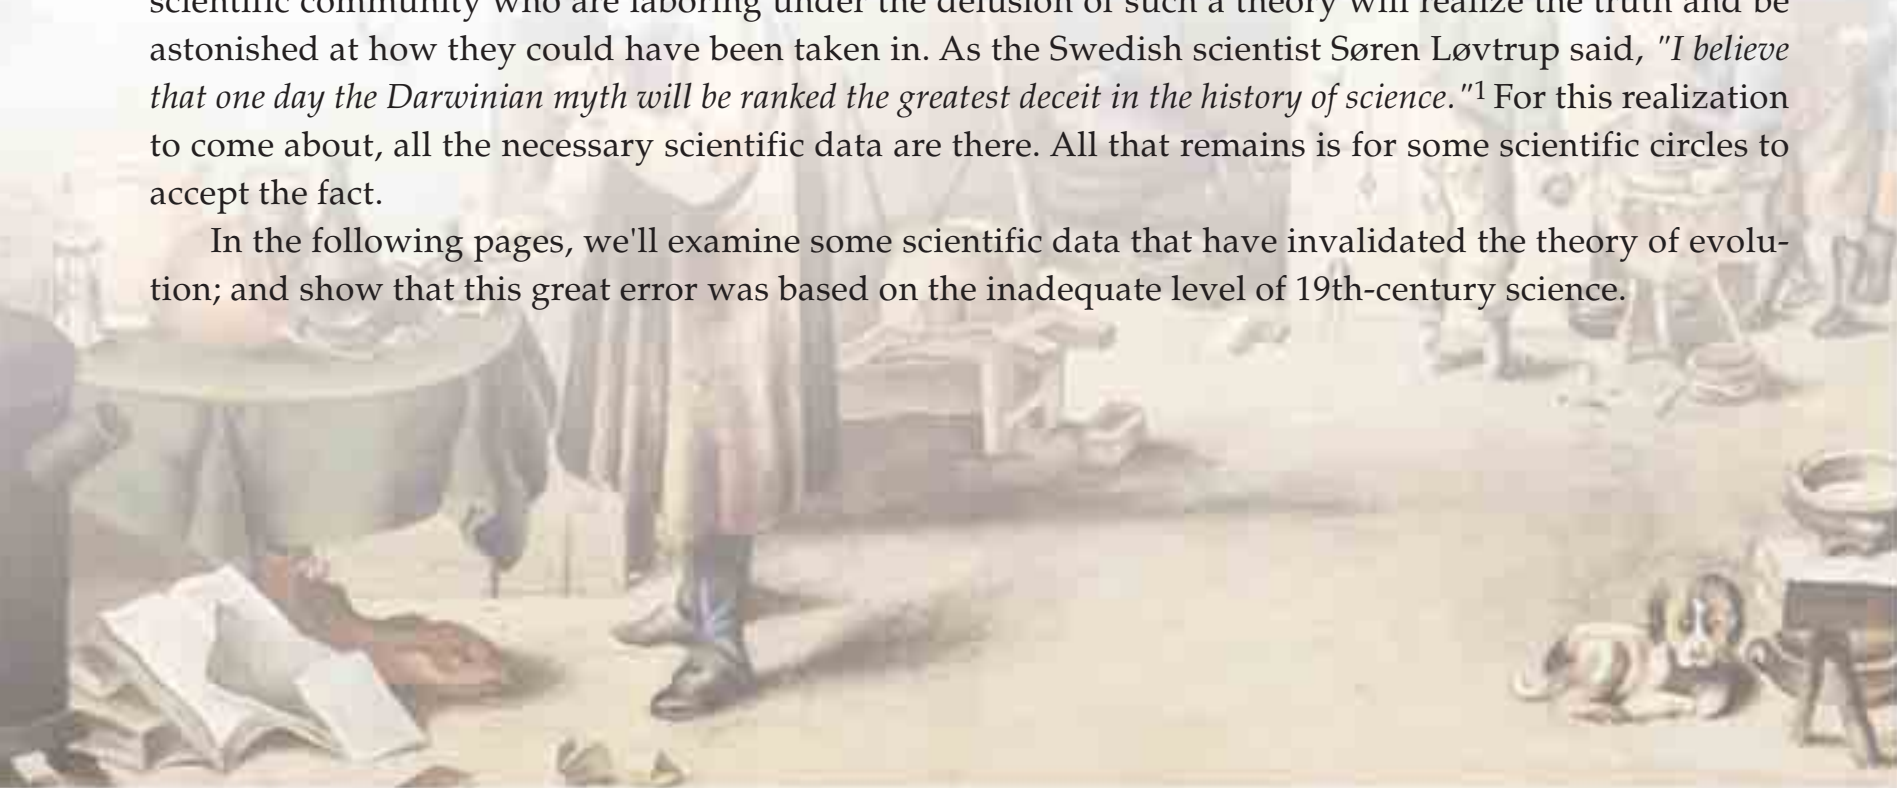 scientific community who are laboring under the delusion of such a theory will realize the truth and be
astonished at how they could have been taken in. As the Swedish scientist Søren Løvtrup said, "I believe
that one day the Darwinian myth will be ranked the greatest deceit in the history of science."1 For this realization
to come about, all the necessary scientific data are there. All that remains is for some scientific circles to
accept the fact.
In the following pages, we'll examine some scientific data that have invalidated the theory of evolu-
tion; and show that this great error was based on the inadequate level of 19th-century science.